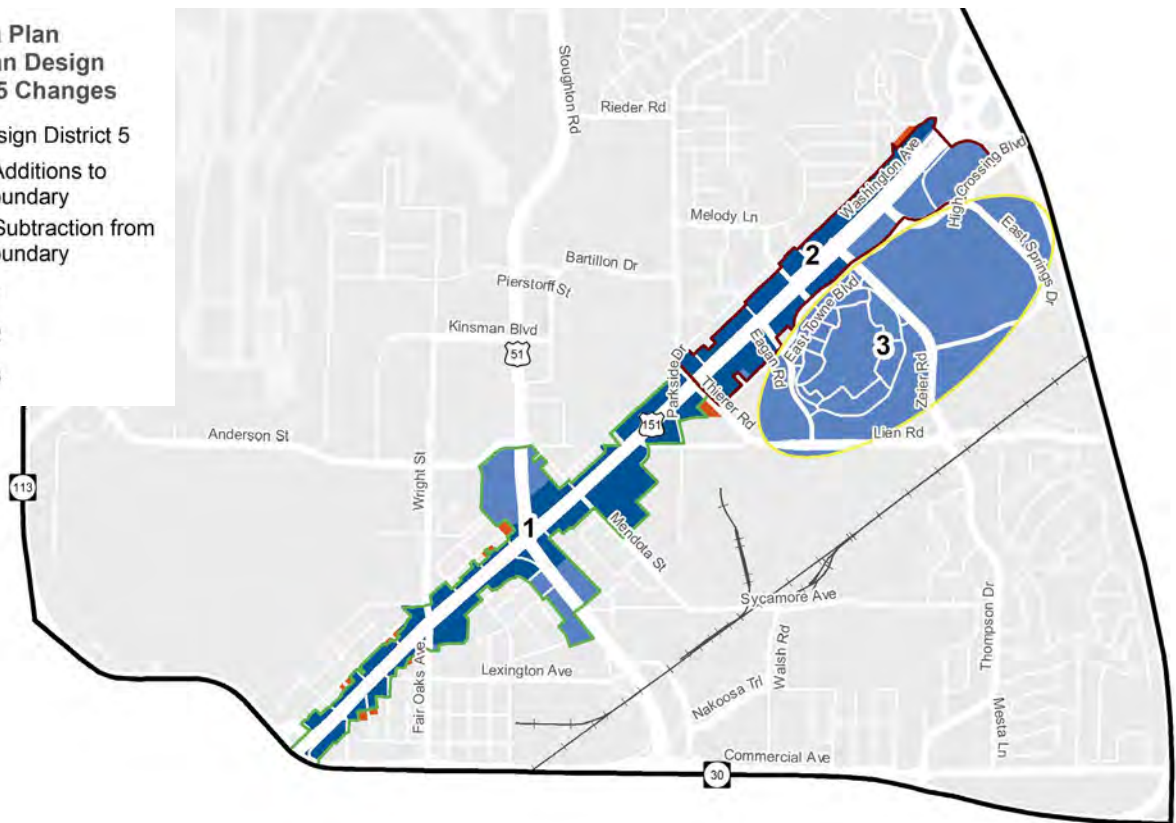 Plan
n Design
5 Changes
sign District 5
Additions to
undary
Subtraction from
undary
Stoughton Rd
Rieder Rd
Washington Ave
High Crossing Blvd
Melody Ln
East Springs Dr
2
Bartillon Dr
Pierstorff St
East Towne Blvd
Kinsman Blvd
Eagan Rd
3
51
Parkside Dr
Zeier Rd
Thierer Rd
151
Anderson St
Lien Rd
Wright St
113
1
Mendota St
Sycamore Ave
Thompson Dr
Walsh Rd
Lexington Ave
Fair Oaks Ave
Nakoosa Trl
Mesta Ln
Commercial Ave
30